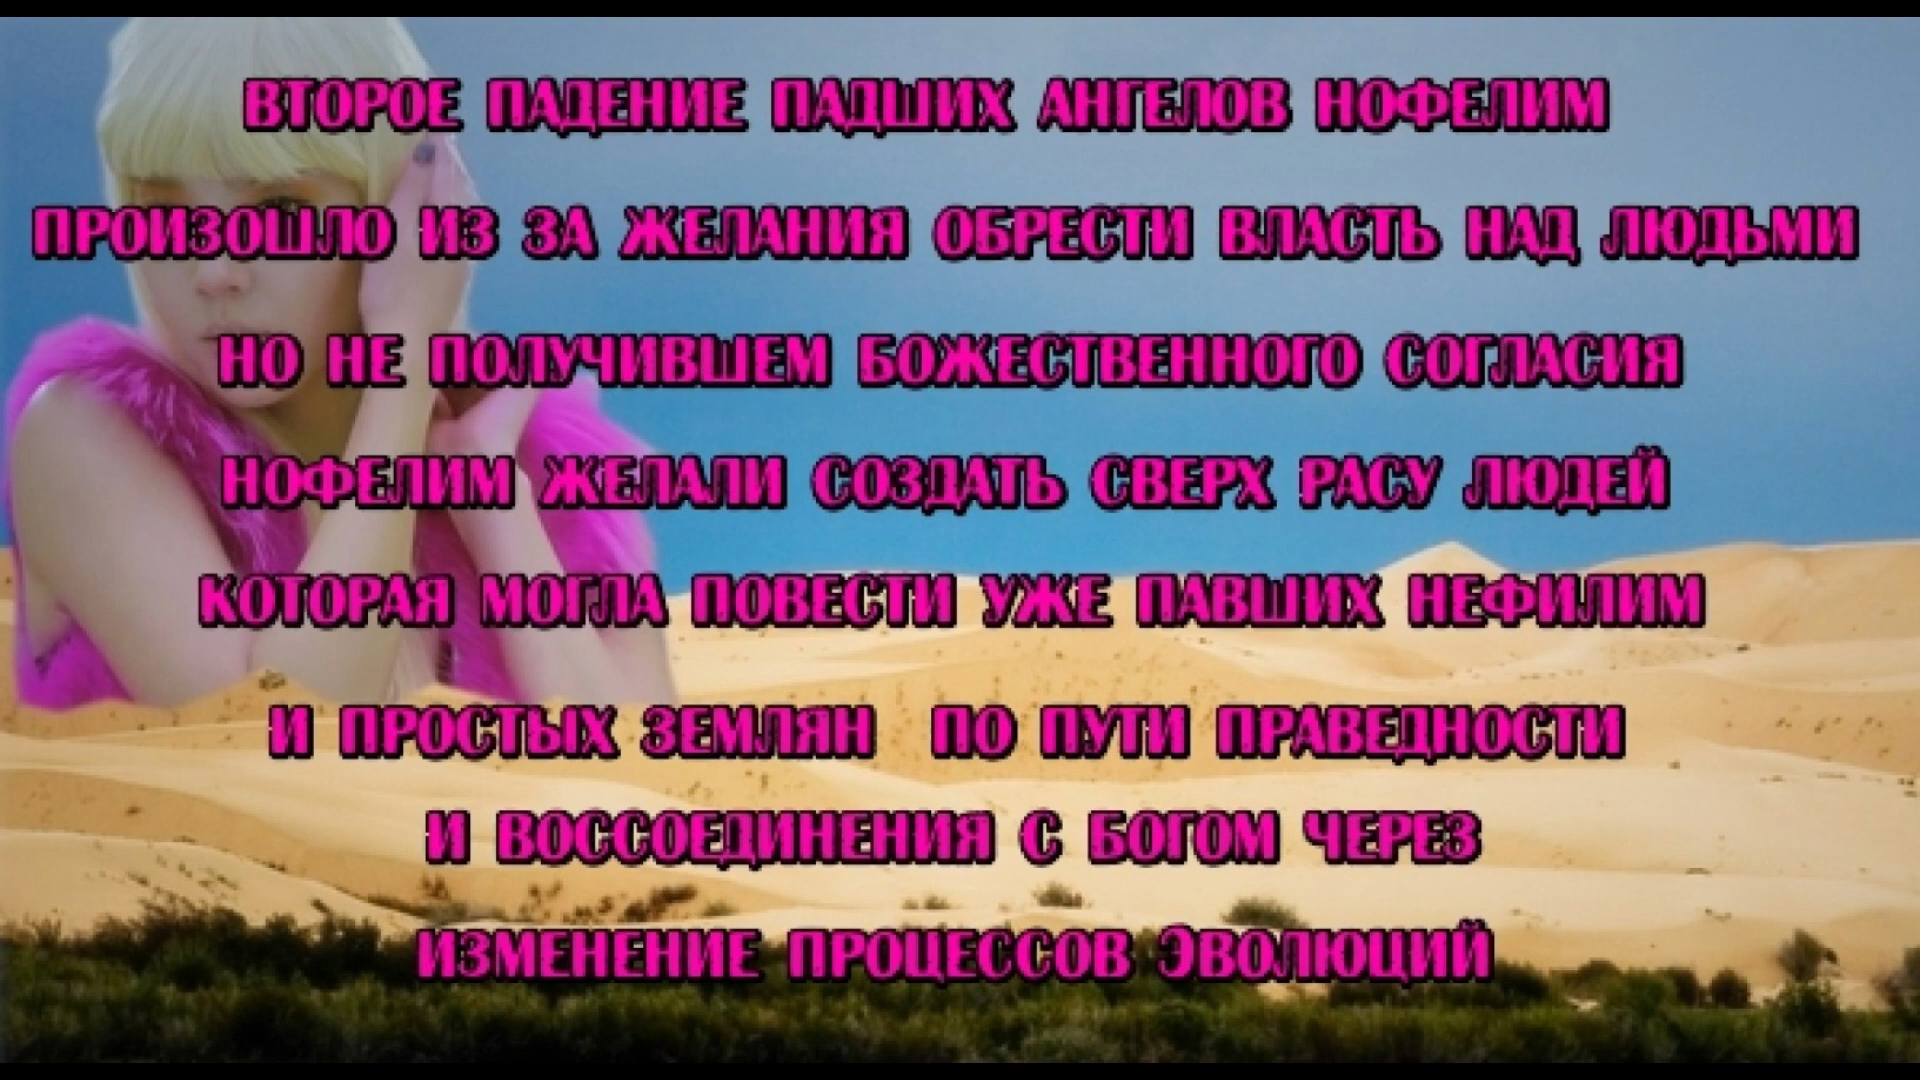 ВТОРОЕ ПАДЕНИЕ ПАДШИХ АНГЕЛОВ НОФЕЛИМ
ПРОИЗОШЛО ИЗ ЗА ЖЕЛАНИЯ ОБРЕСТИ ВЛАСТЬ НАД ЛЮДЬМИ
НО НЕ ПОЛУЧИВШЕМ БОЖЕСТВЕННОГО СОГЛАСИЯ
НОФЕЛИМ ЖЕЛАЛИ СОЗДАТЬ СВЕРХ РАСУ ЛЮДЕЙ
КОТОРАЯ МОГЛА ПОВЕСТИ УЖЕ ПАВШИХ НЕФИЛИМ
И ПРОСТЫХ ЗЕМЛЯН ПО ПУТИ ПРАВЕДНОСТИ
И ВОССОЕДИНЕНИЯ С БОГОМ ЧЕРЕЗ
ИЗМЕНЕНИЕ ПРОЦЕССОВ ЭВОЛЮЦИЙ